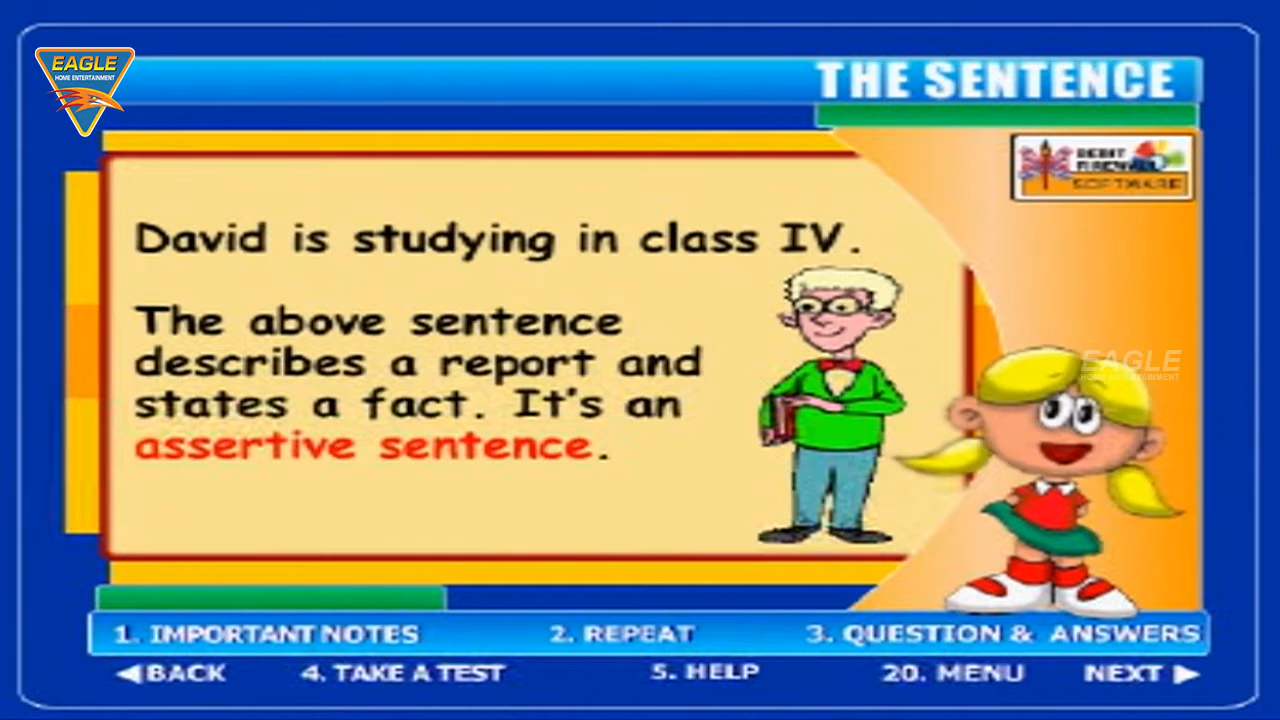 EAGLE
HOME ENTERTAINMENT
THE SENTENCE
SOFTWARE
David is studying in class IV.
The above sentence
describes a report and
states a fact. It's an
assertive sentence.
EAGLE
HOME ENTERTAINMENT
1. IMPORTANT NOTES 2. REPEAT 3. QUESTION & ANSWERS
BACK 4. TAKE A TEST 5. HELP 20. MENU NEXT